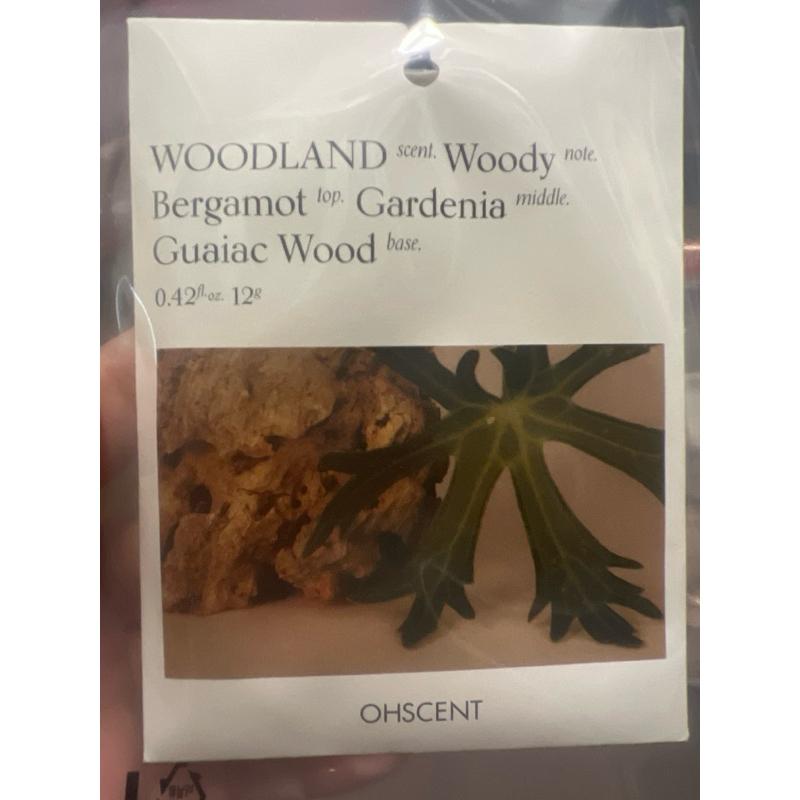 WOODLAND scent. Woody note.
Bergamot top. Gardenia middle.
Guaiac Wood base.
0.42fl.oz. 12g
OHSCENT